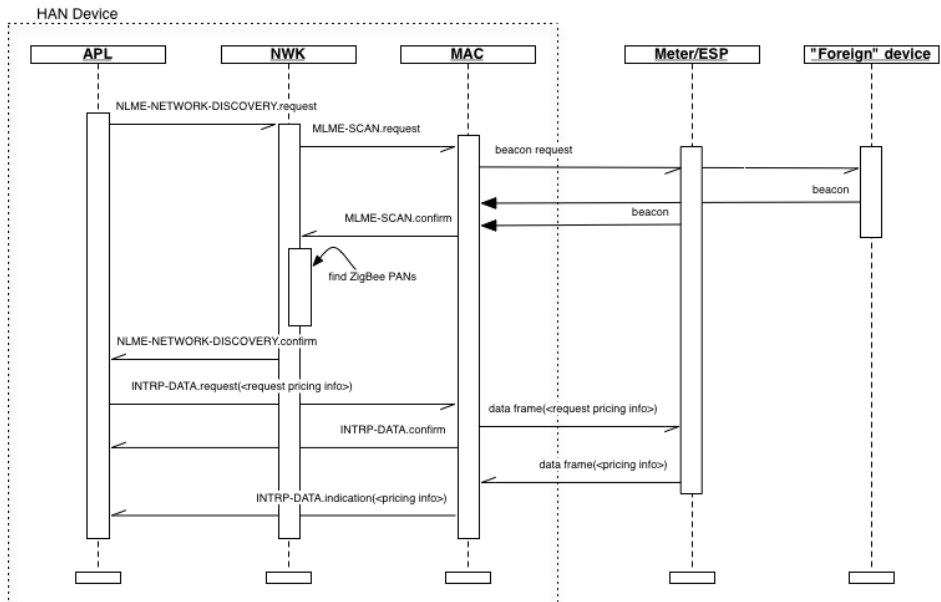 HAN Device
APL
NWK
MAC
Meter/ESP
"Foreign" device
NLME-NETWORK-DISCOVERY.request
MLME-SCAN.request
beacon request
beacon
beacon
MLME-SCAN.confirm
find ZigBee PANs
NLME-NETWORK-DISCOVERY.confirm
INTRP-DATA.request(<request pricing info>)
data frame(<request pricing info>)
INTRP-DATA.confirm
data frame(<pricing info>)
INTRP-DATA.indication(<pricing info>)